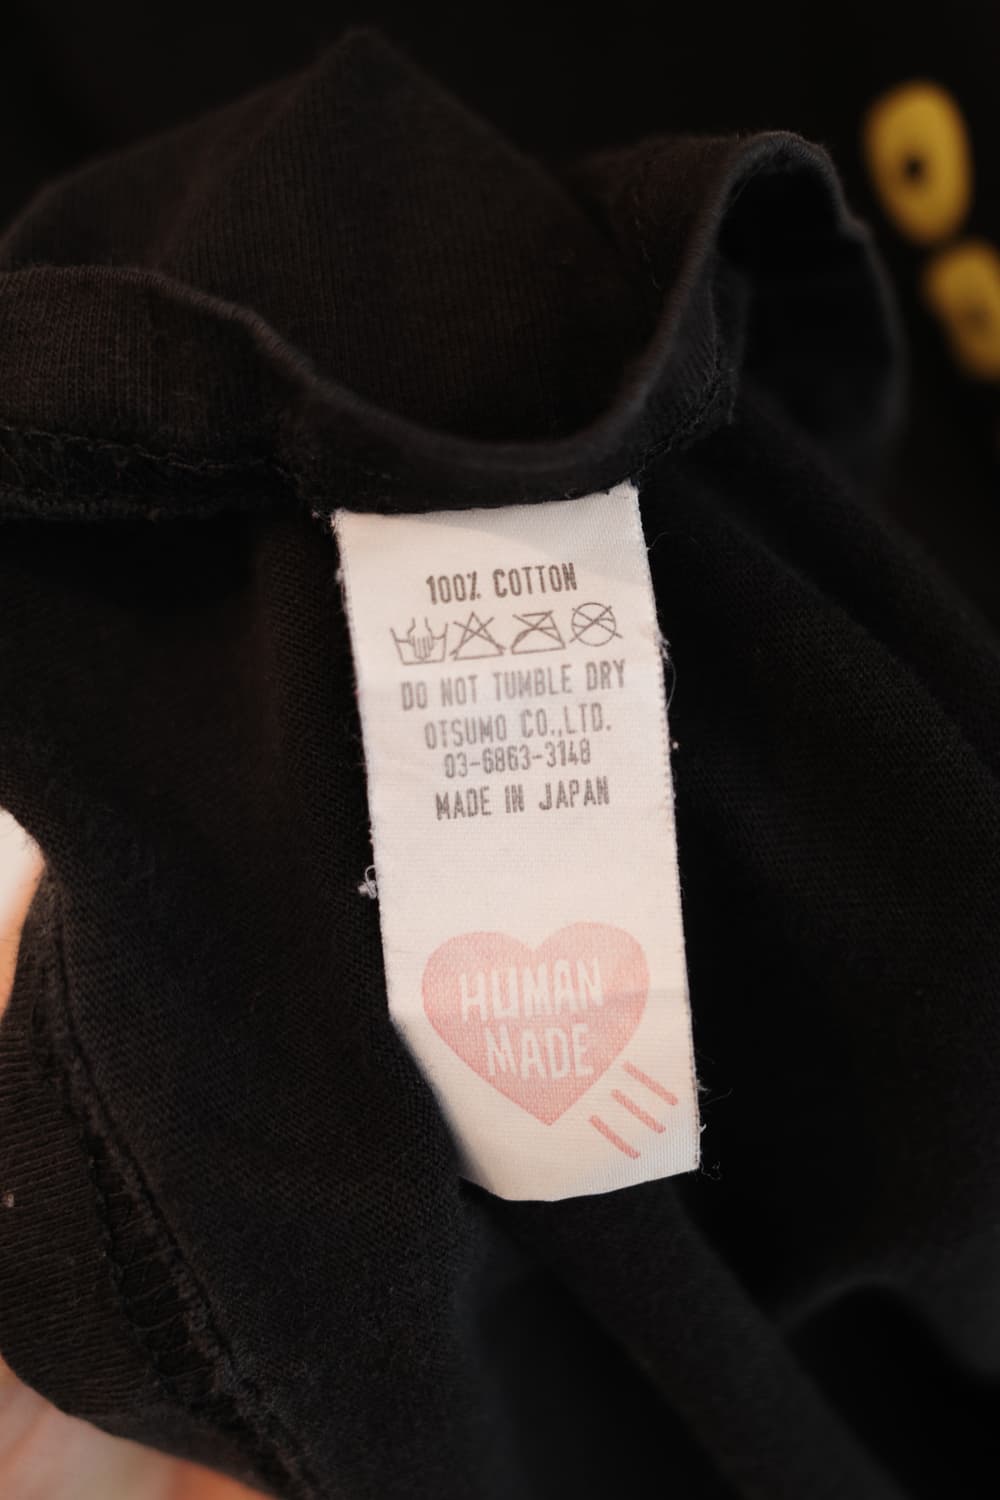 100% COTTON
DO NOT TUMBLE DRY
OTSUMO CO.,LTD.
03-6863-3148
MADE IN JAPAN
HUMAN
MADE